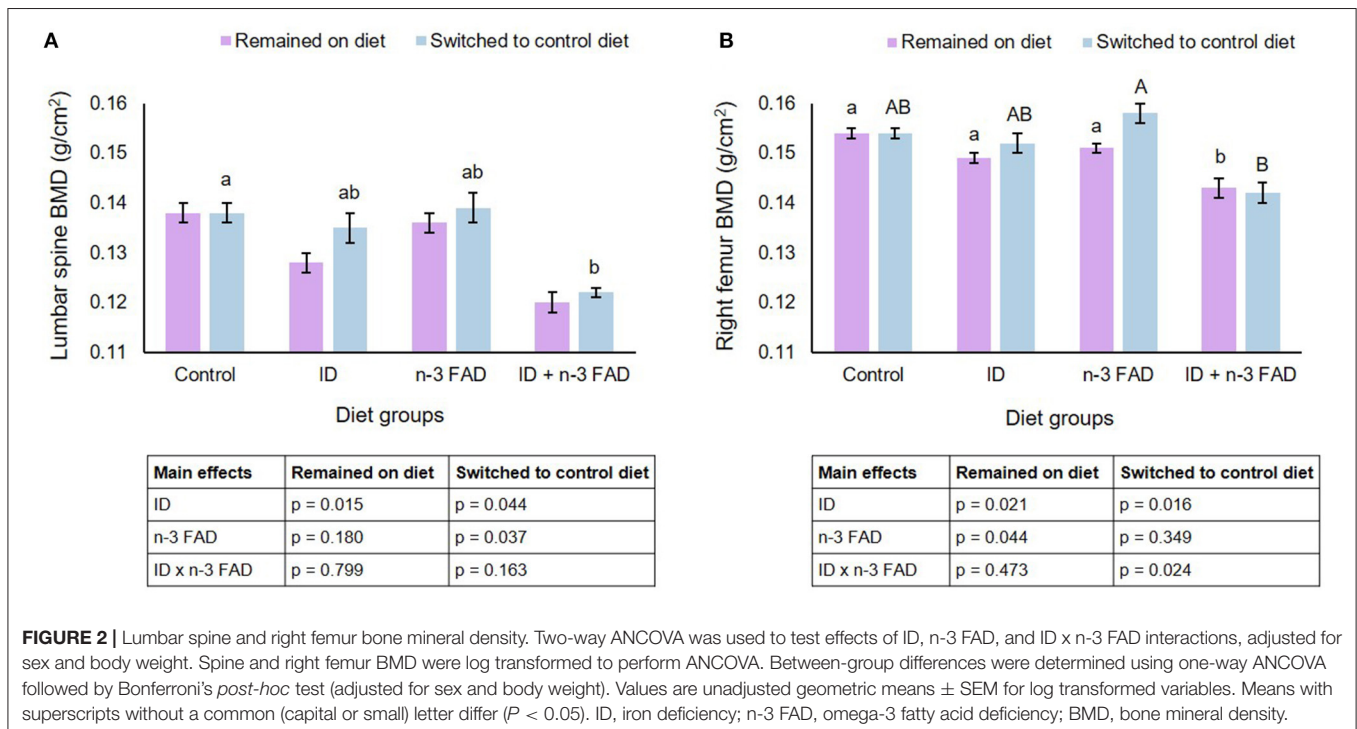 A
Remained on diet Switched to control diet
Lumbar spine BMD (g/cm²)
0.16
0.15
0.14
0.13
0.12
0.11
a
ab
ab
b
Control ID n-3 FAD ID + n-3 FAD
Diet groups
Main effects Remained on diet Switched to control diet
ID p = 0.015 p = 0.044
n-3 FAD p = 0.180 p = 0.037
ID x n-3 FAD p = 0.799 p = 0.163
B
Remained on diet Switched to control diet
Right femur BMD (g/cm²)
0.16
0.15
0.14
0.13
0.12
0.11
a AB
a AB
a A
b B
Control ID n-3 FAD ID + n-3 FAD
Diet groups
Main effects Remained on diet Switched to control diet
ID p = 0.021 p = 0.016
n-3 FAD p = 0.044 p = 0.349
ID x n-3 FAD p = 0.473 p = 0.024
FIGURE 2 | Lumbar spine and right femur bone mineral density. Two-way ANCOVA was used to test effects of ID, n-3 FAD, and ID x n-3 FAD interactions, adjusted for
sex and body weight. Spine and right femur BMD were log transformed to perform ANCOVA. Between-group differences were determined using one-way ANCOVA
followed by Bonferroni's post-hoc test (adjusted for sex and body weight). Values are unadjusted geometric means ± SEM for log transformed variables. Means with
superscripts without a common (capital or small) letter differ (P < 0.05). ID, iron deficiency; n-3 FAD, omega-3 fatty acid deficiency; BMD, bone mineral density.